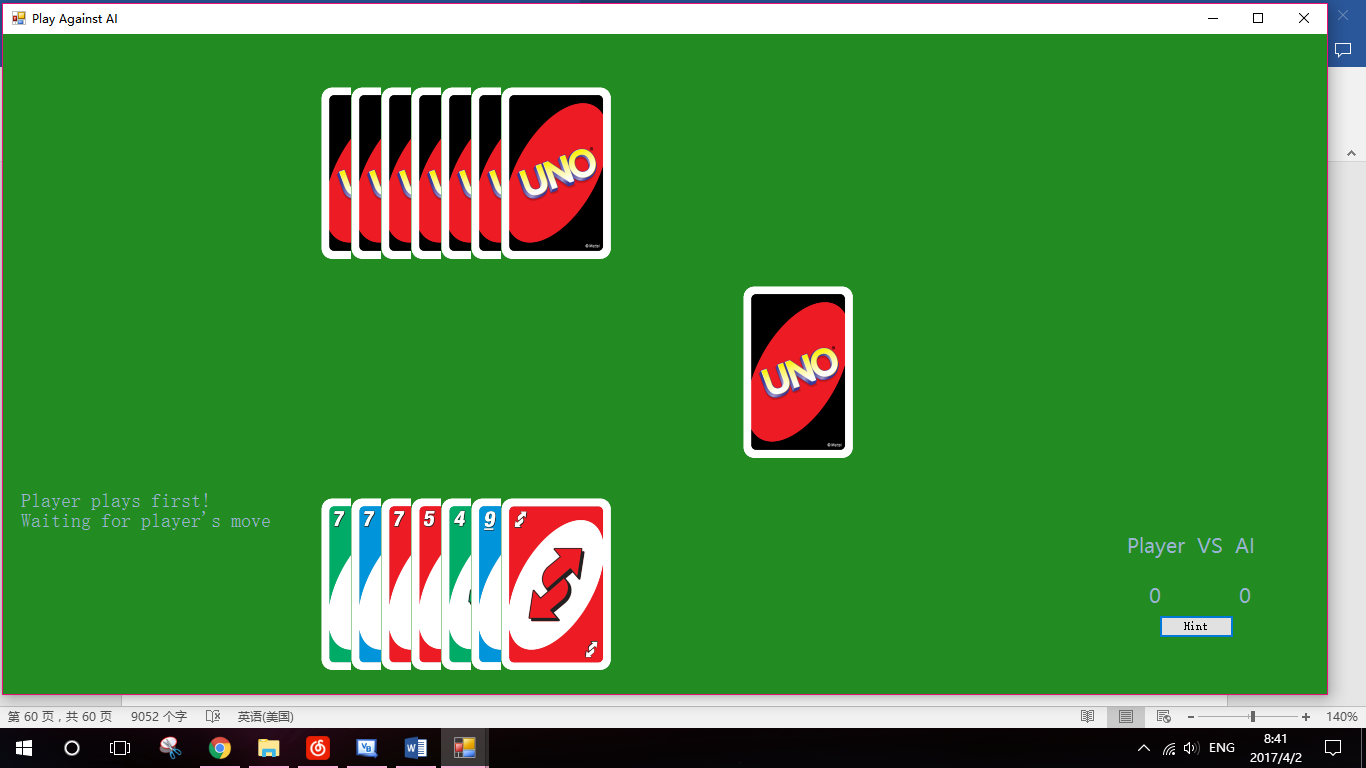 Play Against AI
UNO
UNO
Player plays first!
Waiting for player's move
7 7 7 5 4 9
Player VS AI
0 0
Hint
第 60 页，共 60 页 9052 个字 英语(美国) 140%
VB
ENG
8:41
2017/4/2